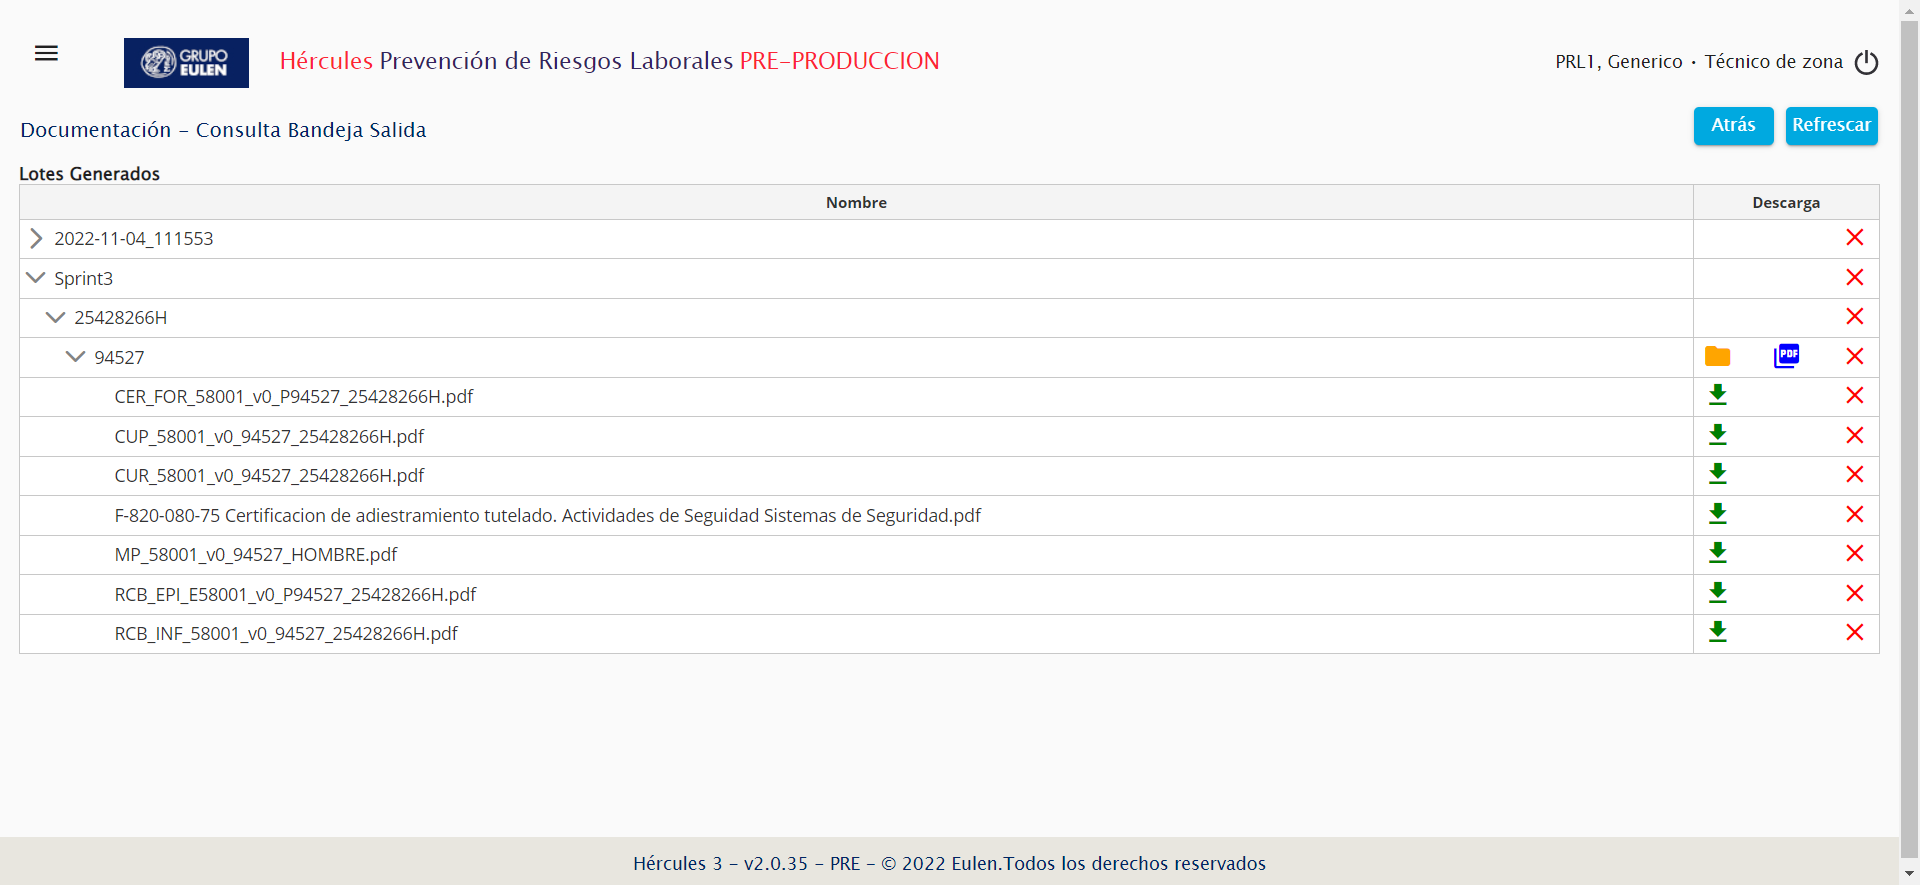 GRUPO
EULEN
Hércules Prevención de Riesgos Laborales PRE-PRODUCCION
PRL1, Generico · Técnico de zona
Documentación - Consulta Bandeja Salida
Atrás
Refrescar
Lotes Generados
Nombre
Descarga
2022-11-04_111553
Sprint3
25428266H
94527
PDF
CER_FOR_58001_v0_P94527_25428266H.pdf
CUP_58001_v0_94527_25428266H.pdf
CUR_58001_v0_94527_25428266H.pdf
F-820-080-75 Certificacion de adiestramiento tutelado. Actividades de Seguidad Sistemas de Seguridad.pdf
MP_58001_v0_94527_HOMBRE.pdf
RCB_EPI_E58001_v0_P94527_25428266H.pdf
RCB_INF_58001_v0_94527_25428266H.pdf
Hércules 3 - v2.0.35 - PRE - © 2022 Eulen.Todos los derechos reservados